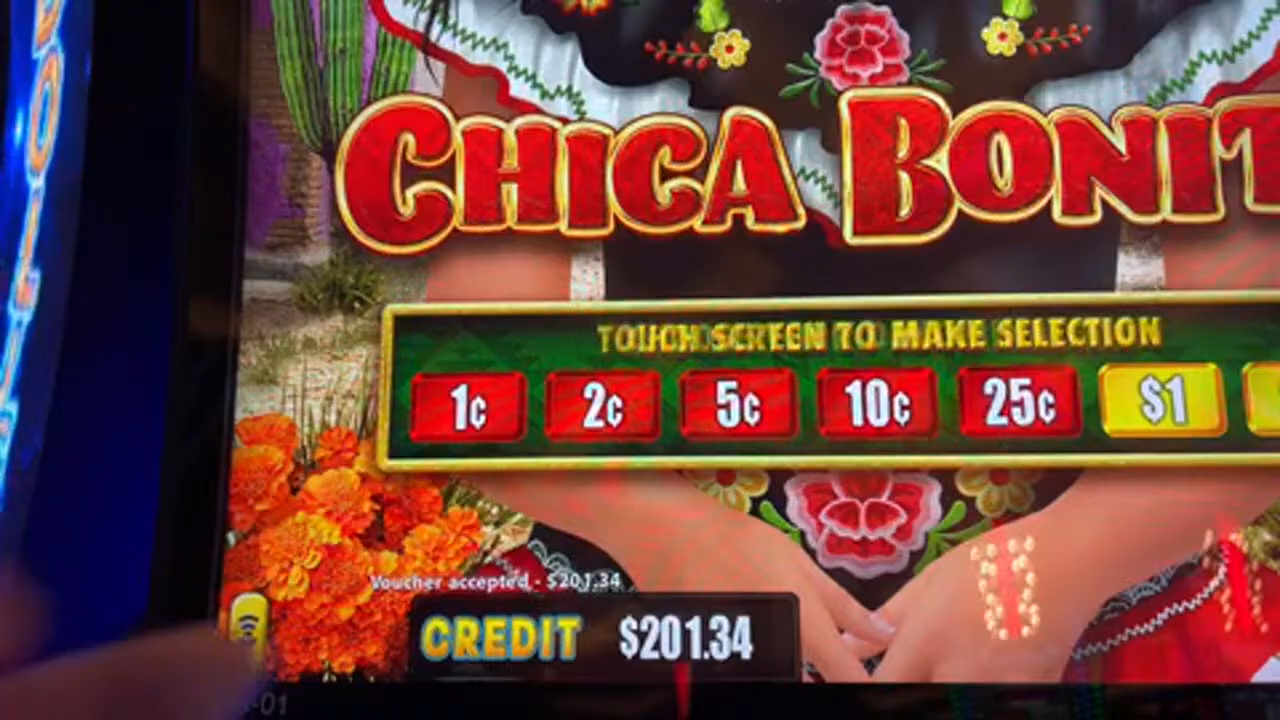 CHICA BONIT
TOUCH SCREEN TO MAKE SELECTION
1¢ 2¢ 5¢ 10¢ 25¢ $1
Voucher accepted - $201.34
CREDIT $201.34
-01